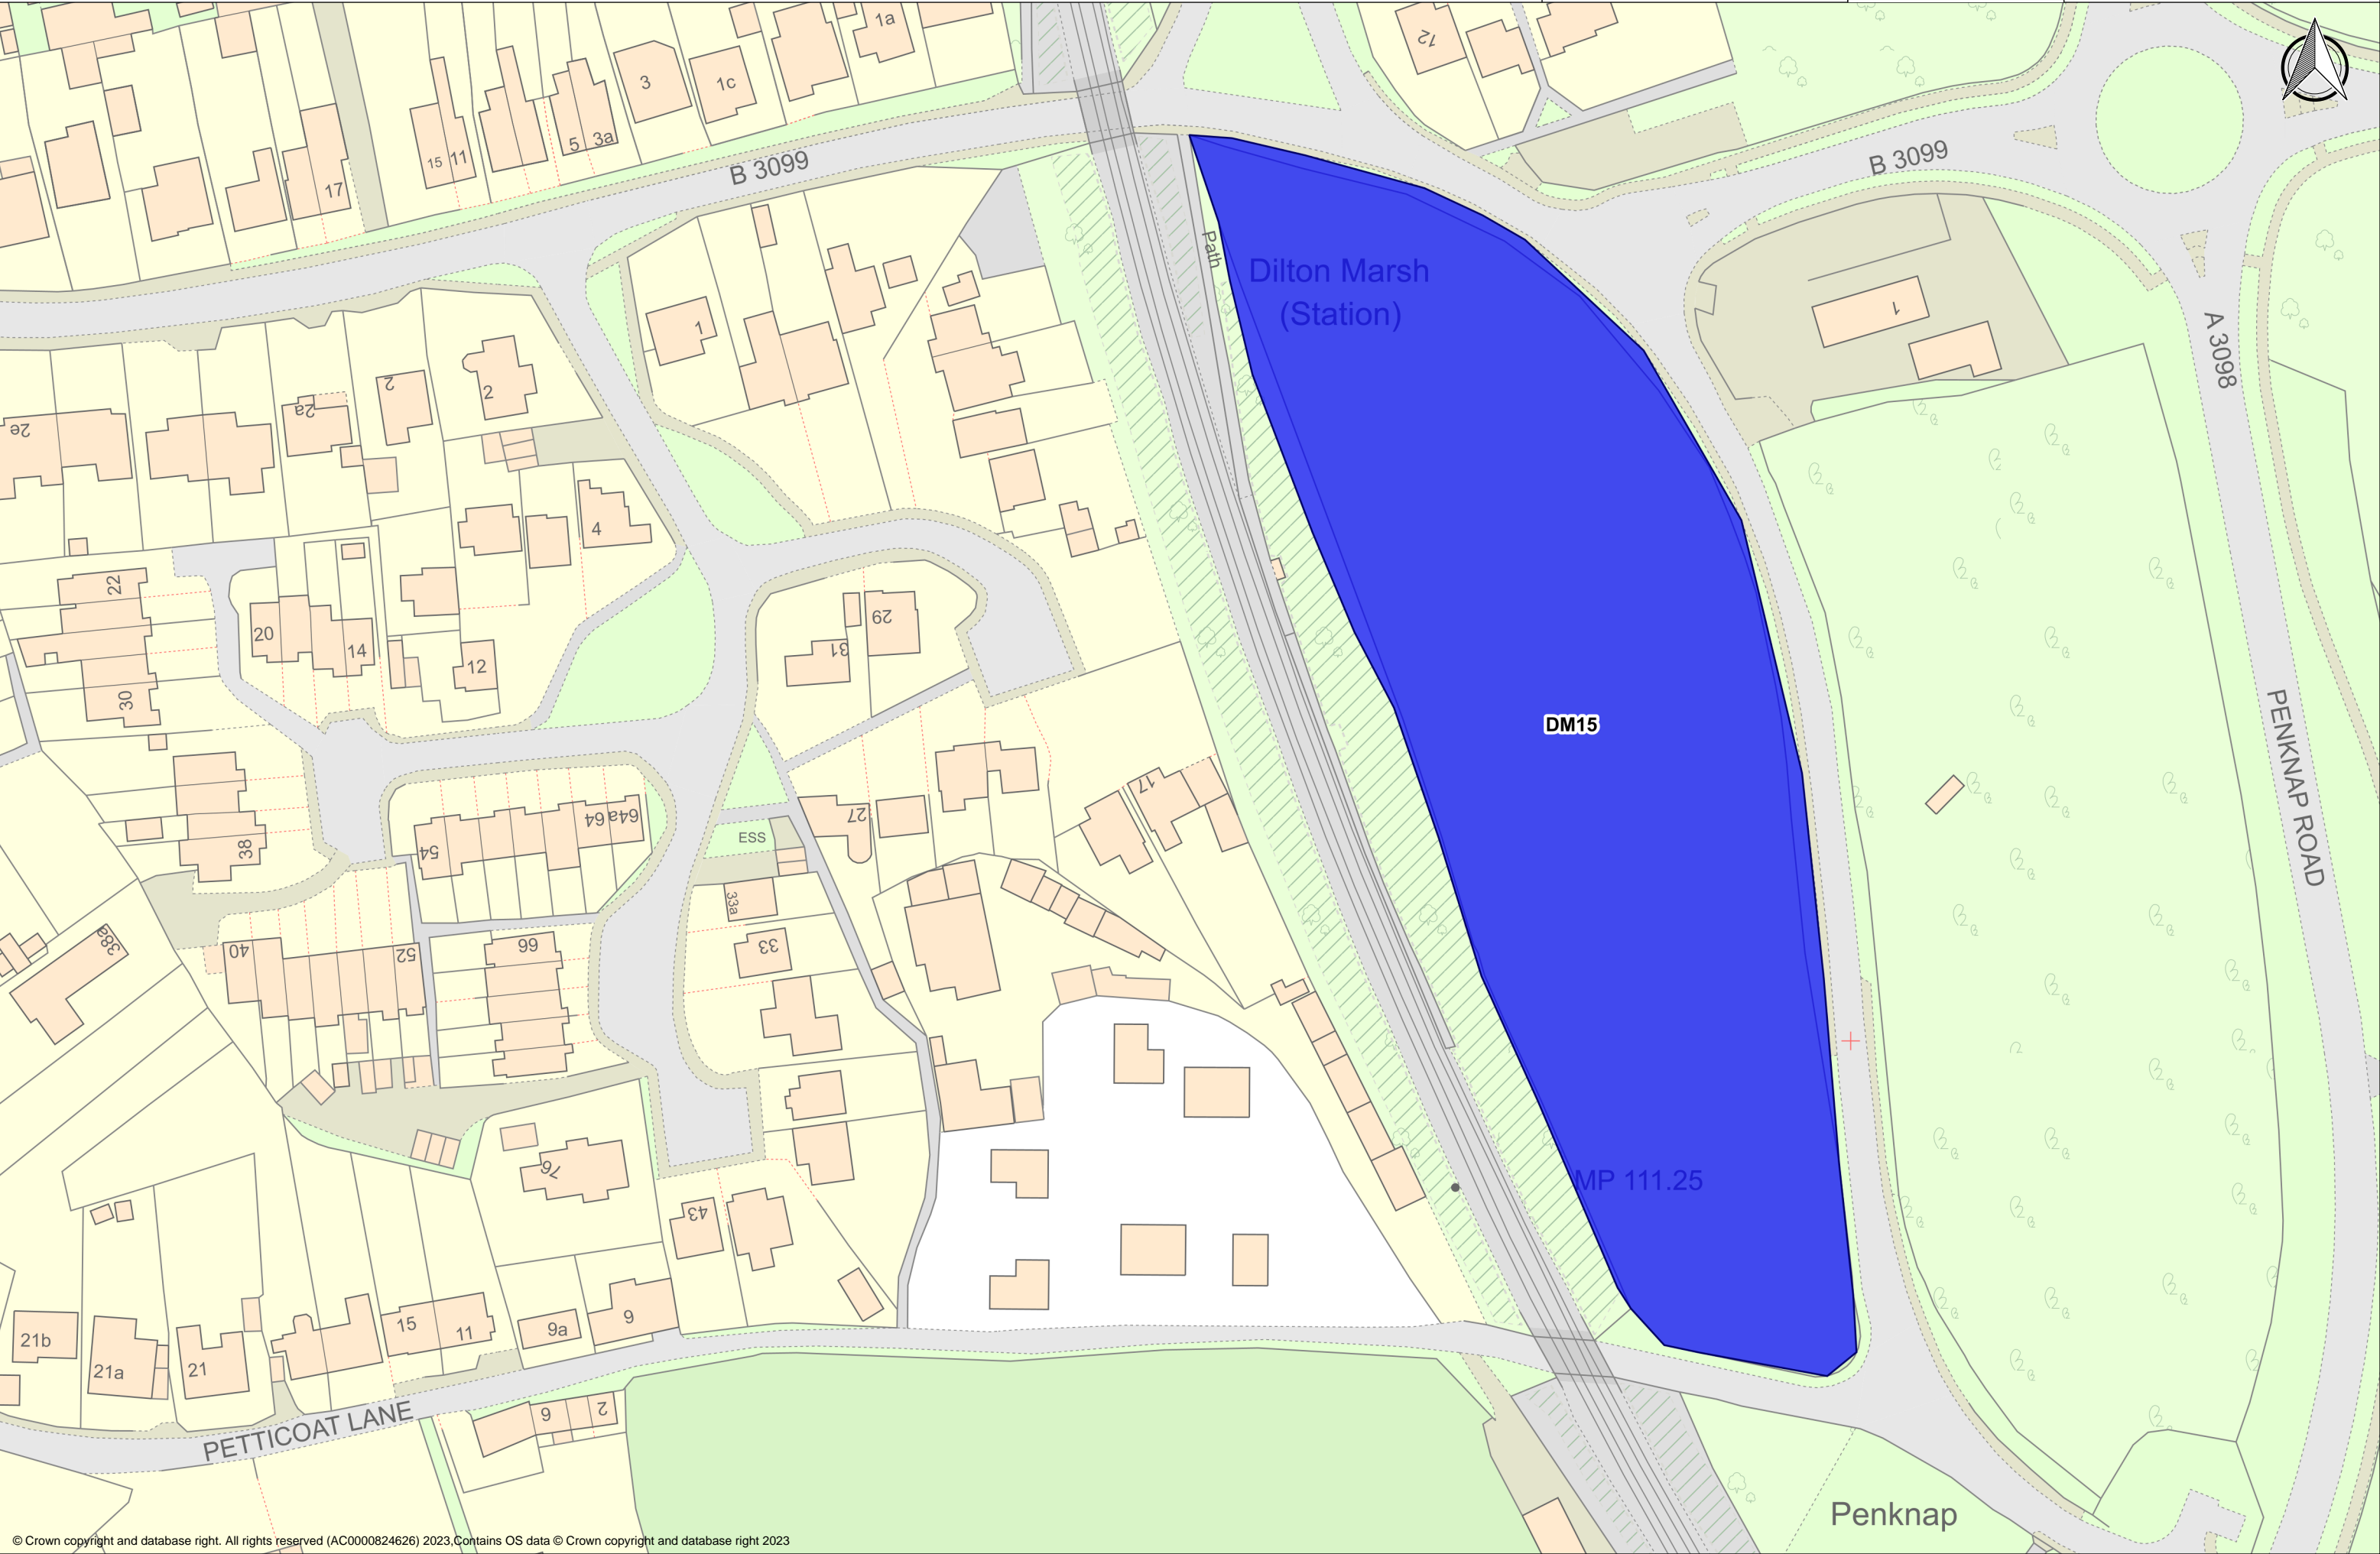 1a
72
3
1c
15
11
5
3a
17
B 3099
B 3099
1
Path
Dilton Marsh
(Station)
1
2
2
2a
2e
A 3098
4
22
29
31
20
14
12
30
DM15
PENKNAP ROAD
17
27
ESS
64
64a
54
38
33a
38a
40
52
66
33
76
MP 111.25
43
21b
21a
21
15
11
9a
9
6
2
PETTICOAT LANE
Penknap
© Crown copyright and database right. All rights reserved (AC0000824626) 2023,Contains OS data © Crown copyright and database right 2023